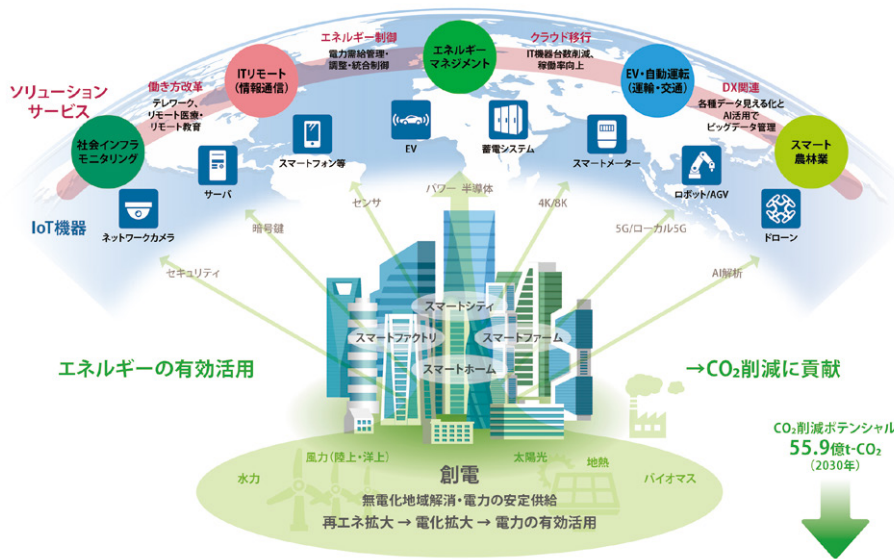 エネルギー制御
電力需給管理・
調整・統合制御
エネルギー
マネジメント
クラウド移行
IT機器台数削減、
稼働率向上
ITリモート
(情報通信)
EV・自動運転
(運輸・交通)
ソリューション
サービス
働き方改革
テレワーク、
リモート医療・
リモート教育
DX関連
各種データ見える化と
AI活用で
ビッグデータ管理
社会インフラ
モニタリング
スマート
農林業
IoT機器
ネットワークカメラ
サーバ
スマートフォン等
EV
蓄電システム
スマートメーター
ロボット/AGV
ドローン
セキュリティ
暗号鍵
センサ
パワー 半導体
4K/8K
5G/ローカル5G
AI解析
スマートシティ
スマートファクトリ
スマートファーム
スマートホーム
エネルギーの有効活用
→CO₂削減に貢献
CO₂削減ポテンシャル
55.9億t-CO₂
(2030年)
水力
風力(陸上・洋上)
太陽光
地熱
バイオマス
創電
無電化地域解消・電力の安定供給
再エネ拡大 → 電化拡大 → 電力の有効活用